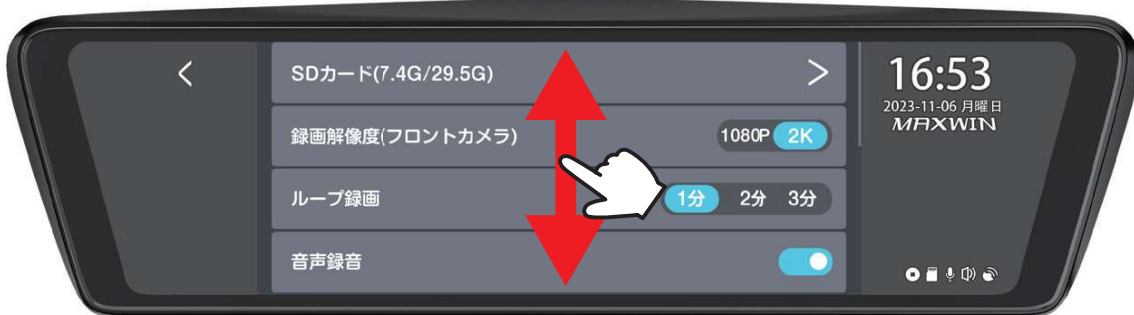 SDカード(7.4G/29.5G)
録画解像度(フロントカメラ)
1080P 2K
ループ録画
1分 2分 3分
音声録音
16:53
2023-11-06 月曜日
MAXWIN